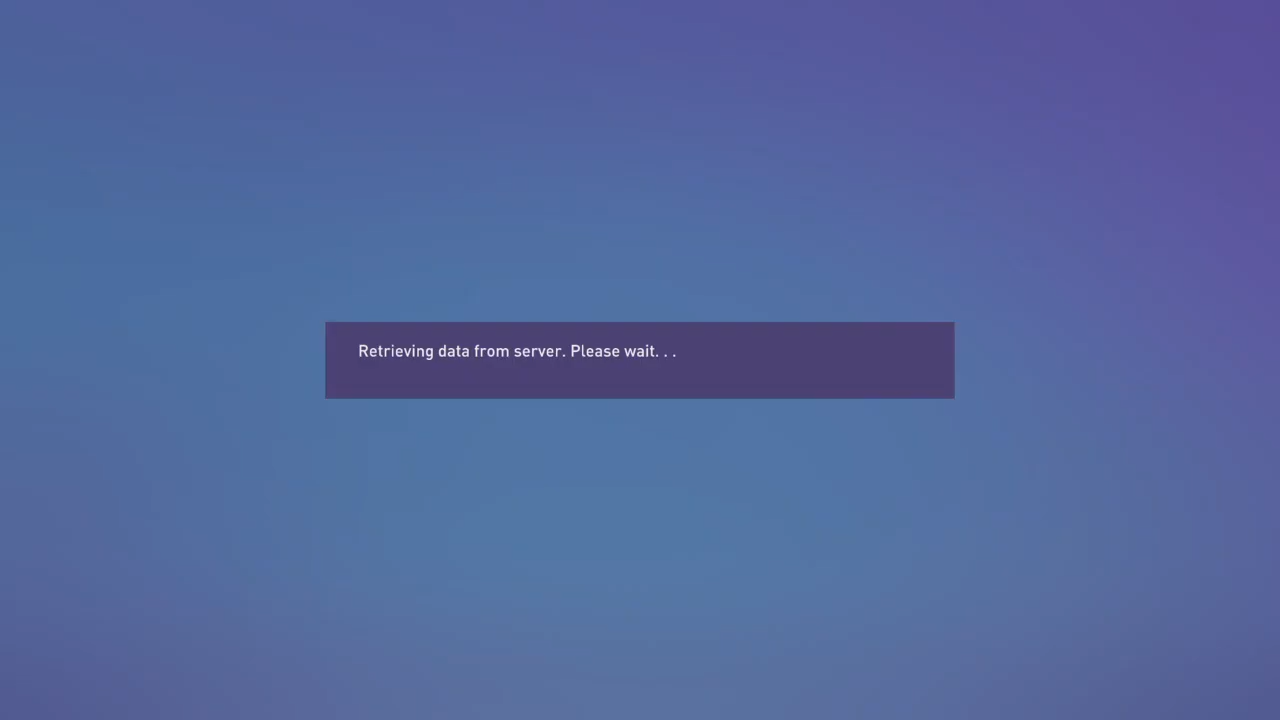 Retrieving data from server. Please wait. . .